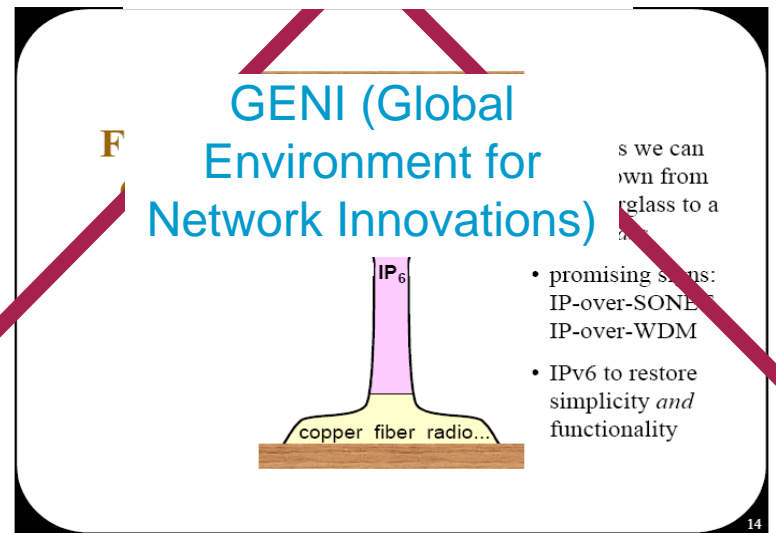 GENI (Global
Environment for
Network Innovations)
F
s we can
own from
rglass to a
• promising signs:
IP-over-SONET
IP-over-WDM
• IPv6 to restore
simplicity and
functionality
IP6
copper fiber radio...
14